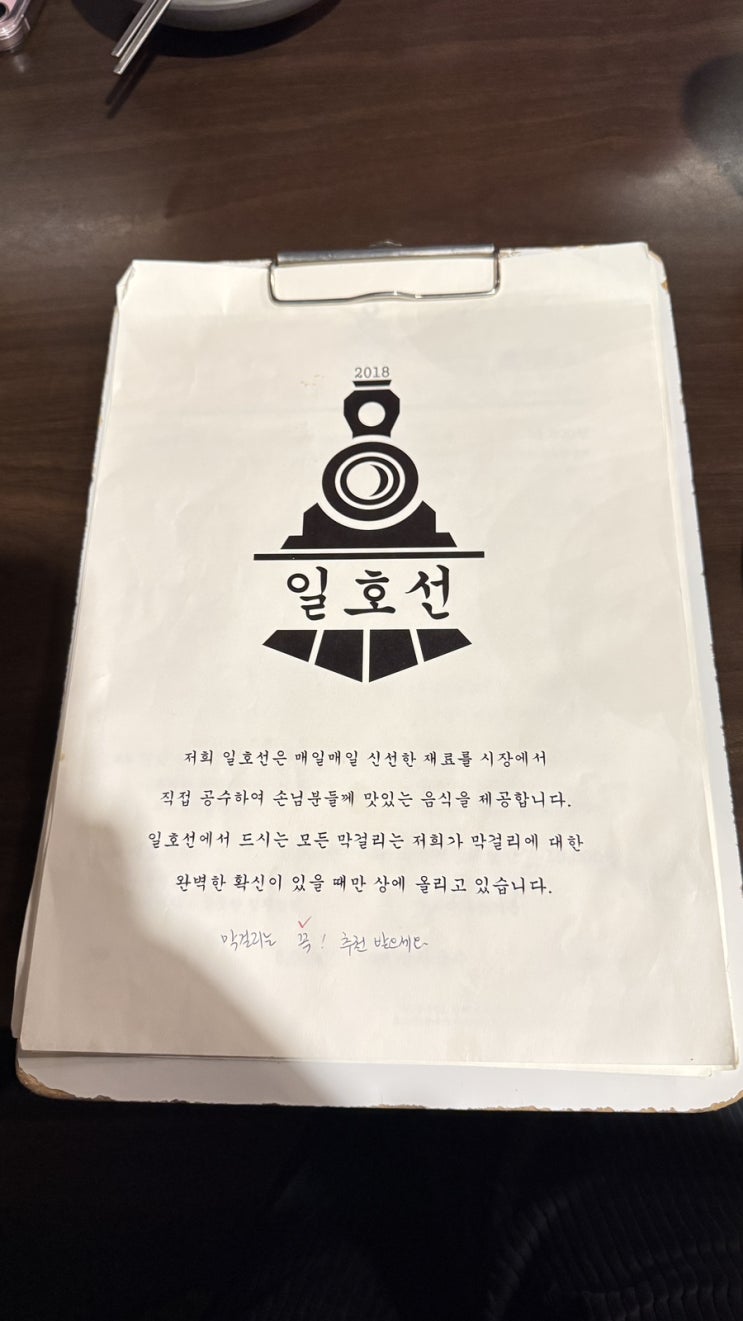 2018
일호선
저희 일호선은 매일매일 신선한 재료를 시장에서
직접 공수하여 손님분들께 맛있는 음식을 제공합니다.
일호선에서 드시는 모든 막걸리는 저희가 막걸리에 대한
완벽한 확신이 있을 때만 상에 올리고 있습니다.
막걸리는 꼭! 추천 받으세요